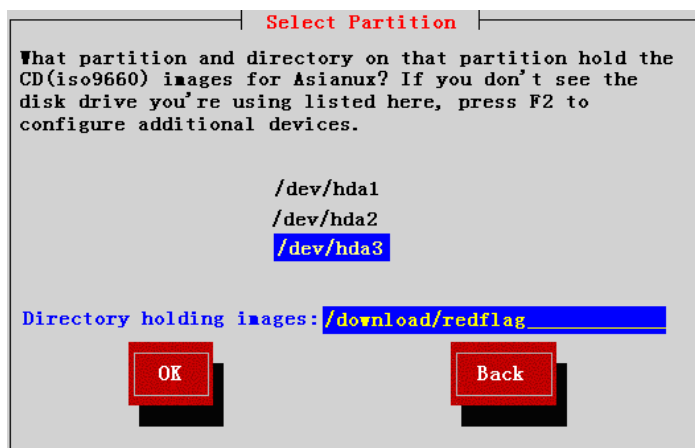 Select Partition
What partition and directory on that partition hold the
CD(iso9660) images for Asianux? If you don't see the
disk drive you're using listed here, press F2 to
configure additional devices.
/dev/hda1
/dev/hda2
/dev/hda3
Directory holding images:/download/redflag
OK Back